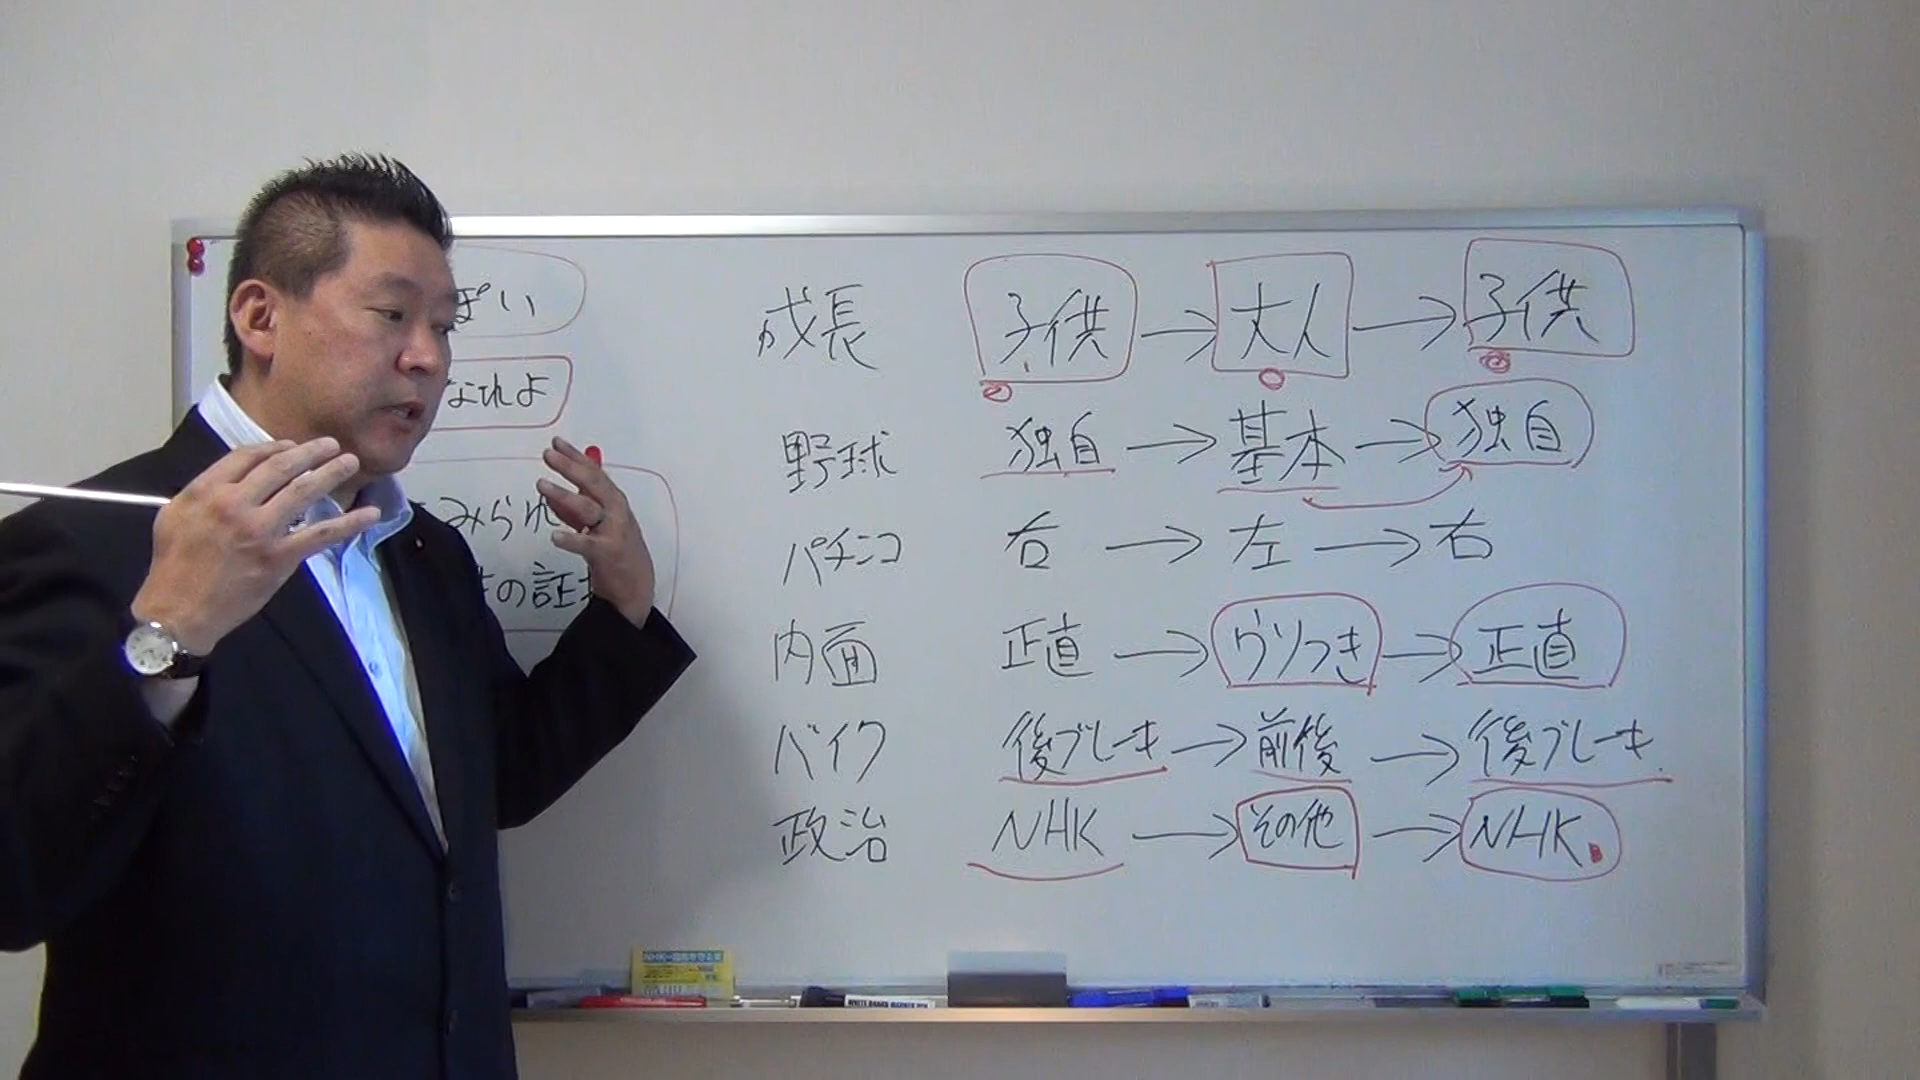 ぽい
なれよ
みられ
の証
成長 子供 → 大人 → 子供
野球 独自 → 基本 → 独自
パチンコ 右 → 左 → 右
内面 正直 → ウソつき → 正直
バイク 後ブレーキ → 前後 → 後ブレーキ
政治 NHK → その他 → NHK
WHITE BOARD MARKER